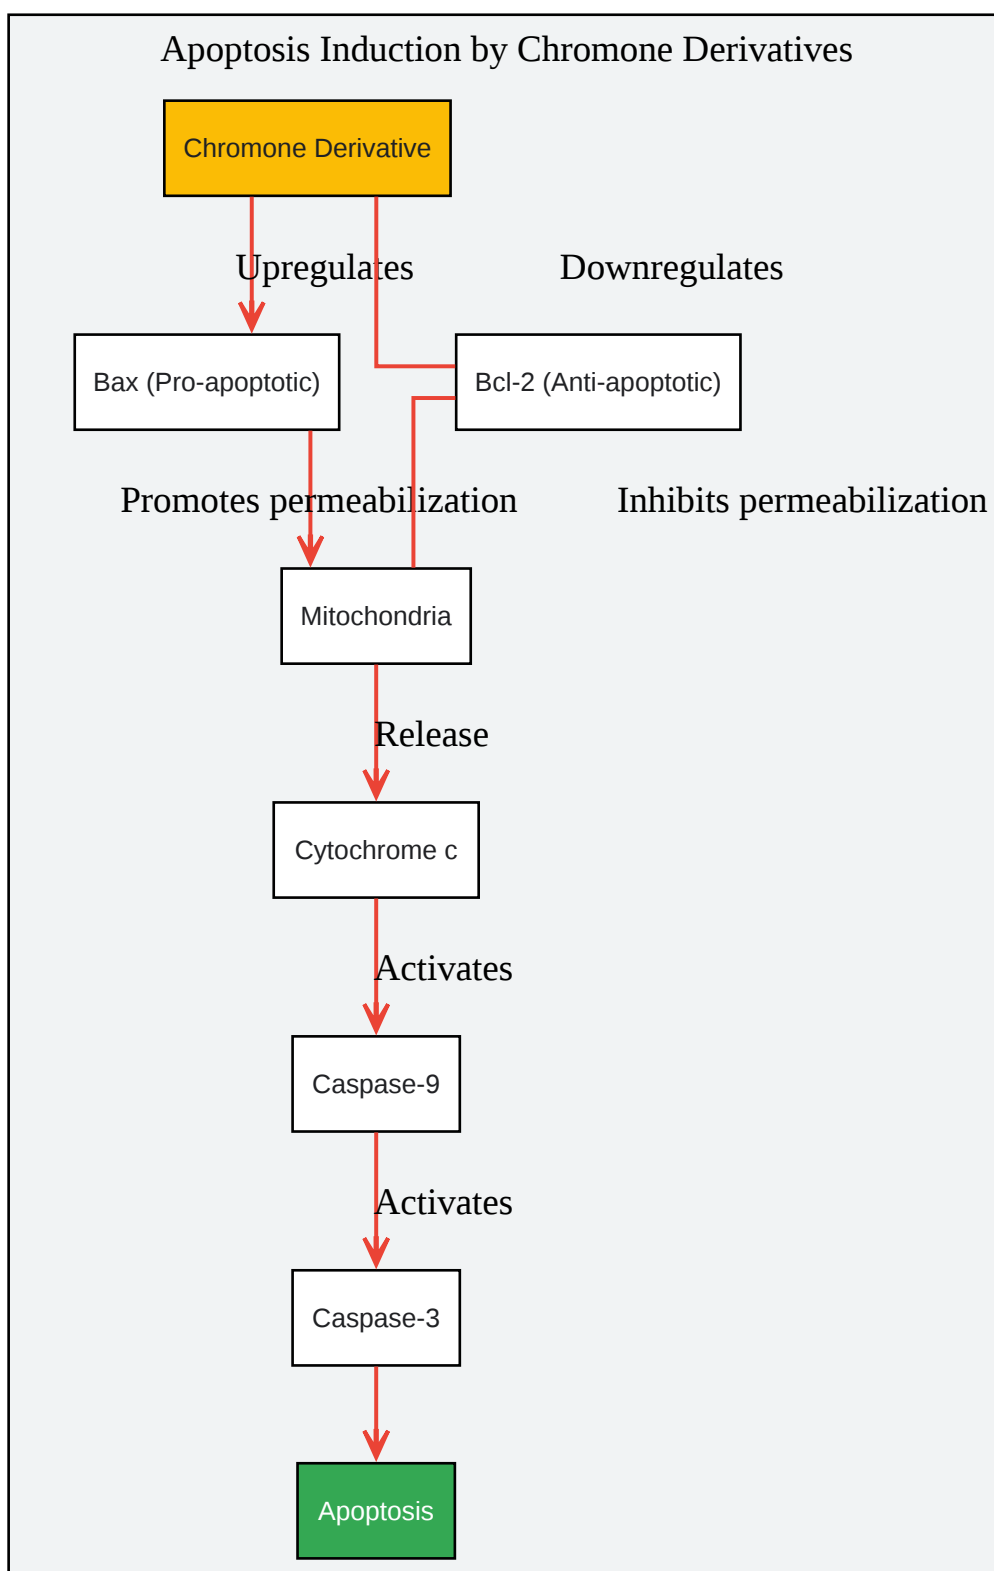 Apoptosis Induction by Chromone Derivatives
Chromone Derivative
Upregulates
Downregulates
Bax (Pro-apoptotic)
Bcl-2 (Anti-apoptotic)
Promotes permeabilization
Inhibits permeabilization
Mitochondria
Release
Cytochrome c
Activates
Caspase-9
Activates
Caspase-3
Apoptosis